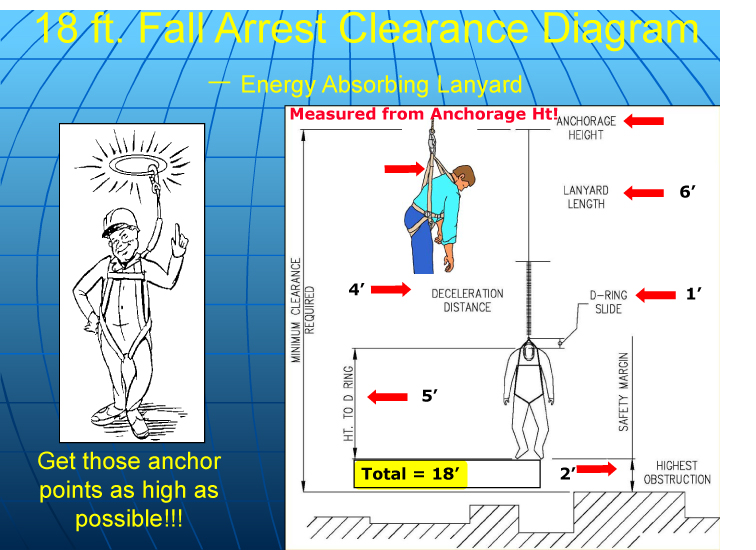 18 ft. Fall Arrest Clearance Diagram
— Energy Absorbing Lanyard
Measured from Anchorage Ht!
ANCHORAGE
HEIGHT
LANYARD
LENGTH
6’
MINIMUM CLEARANCE
REQUIRED
4’
DECELERATION
DISTANCE
D-RING
SLIDE
1’
HT. TO D RING
5’
SAFETY MARGIN
Total = 18’
2’
HIGHEST
OBSTRUCTION
Get those anchor
points as high as
possible!!!